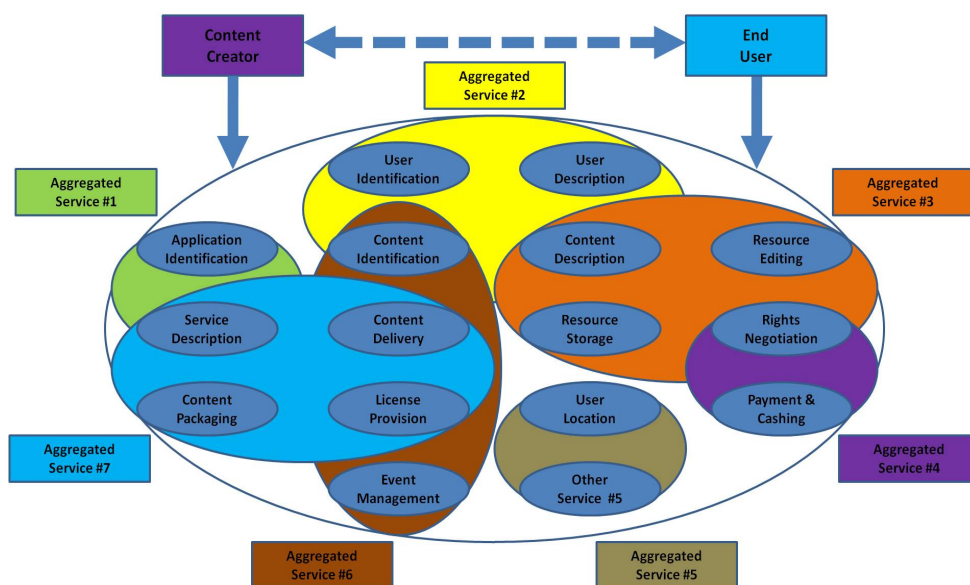 Content
Creator
End
User
Aggregated
Service #2
User
Identification
User
Description
Aggregated
Service #1
Aggregated
Service #3
Application
Identification
Content
Identification
Content
Description
Resource
Editing
Service
Description
Content
Delivery
Resource
Storage
Rights
Negotiation
Content
Packaging
License
Provision
User
Location
Payment &
Cashing
Aggregated
Service #7
Aggregated
Service #4
Event
Management
Other
Service #5
Aggregated
Service #6
Aggregated
Service #5